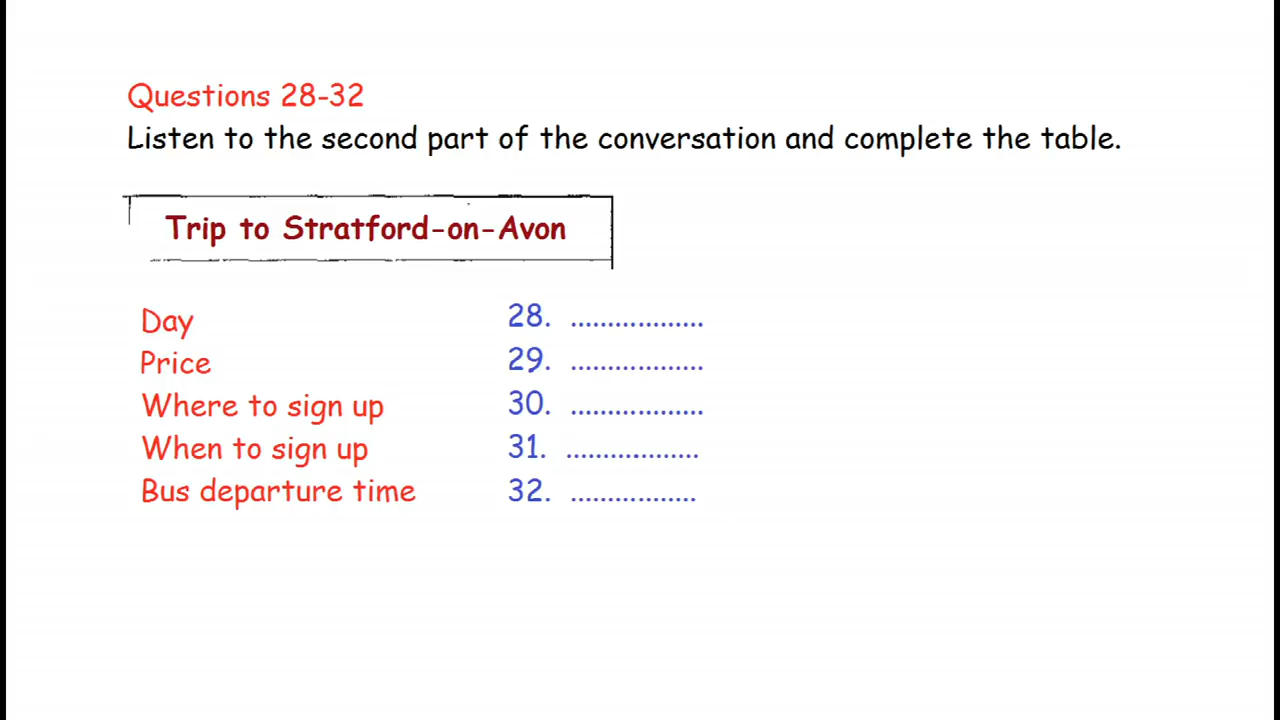 Questions 28-32
Listen to the second part of the conversation and complete the table.
Trip to Stratford-on-Avon
Day 28. ..................
Price 29. ..................
Where to sign up 30. ..................
When to sign up 31. ..................
Bus departure time 32. .................